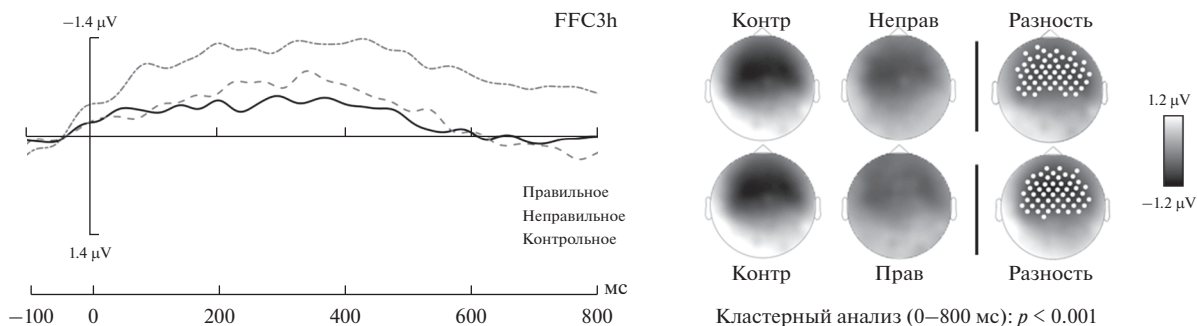 −1.4 μV
FFC3h
1.4 μV
Правильное
Неправильное
Контрольное
мс
−100 0 200 400 600 800
Контр Неправ Разность
Контр Прав Разность
1.2 μV
−1.2 μV
Кластерный анализ (0–800 мс): p < 0.001